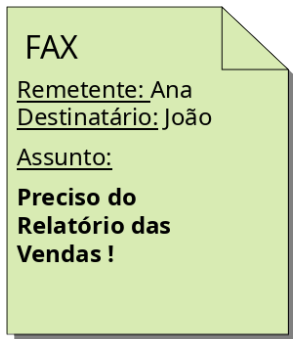 FAX
Remetente: Ana
Destinatário: João
Assunto:
Preciso do
Relatório das
Vendas !